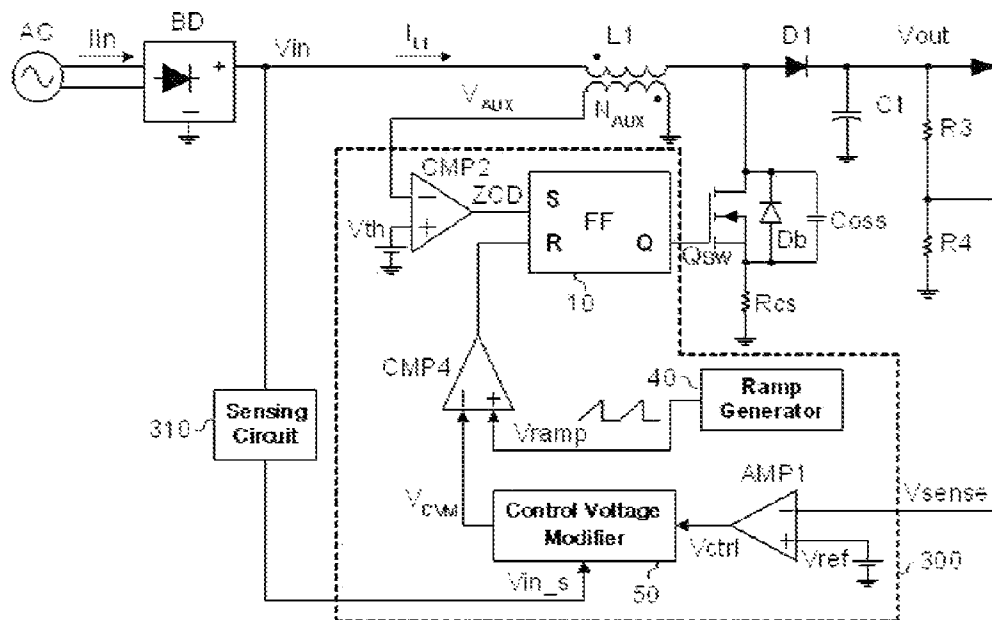 AC
Iin
BD
+
−
Vin
IL1
L1
D1
Vout
VAUX
NAUX
C1
R3
CMP2
ZCD
S
FF
−
+
Vth
R
Q
10
QSW
Db
Coss
R4
Rcs
CMP4
−
+
40
Ramp
Generator
310
Sensing
Circuit
Vramp
AMP1
VCVM
Control Voltage
Modifier
−
+
Vsense
Vctrl
Vref
300
Vin_s
50